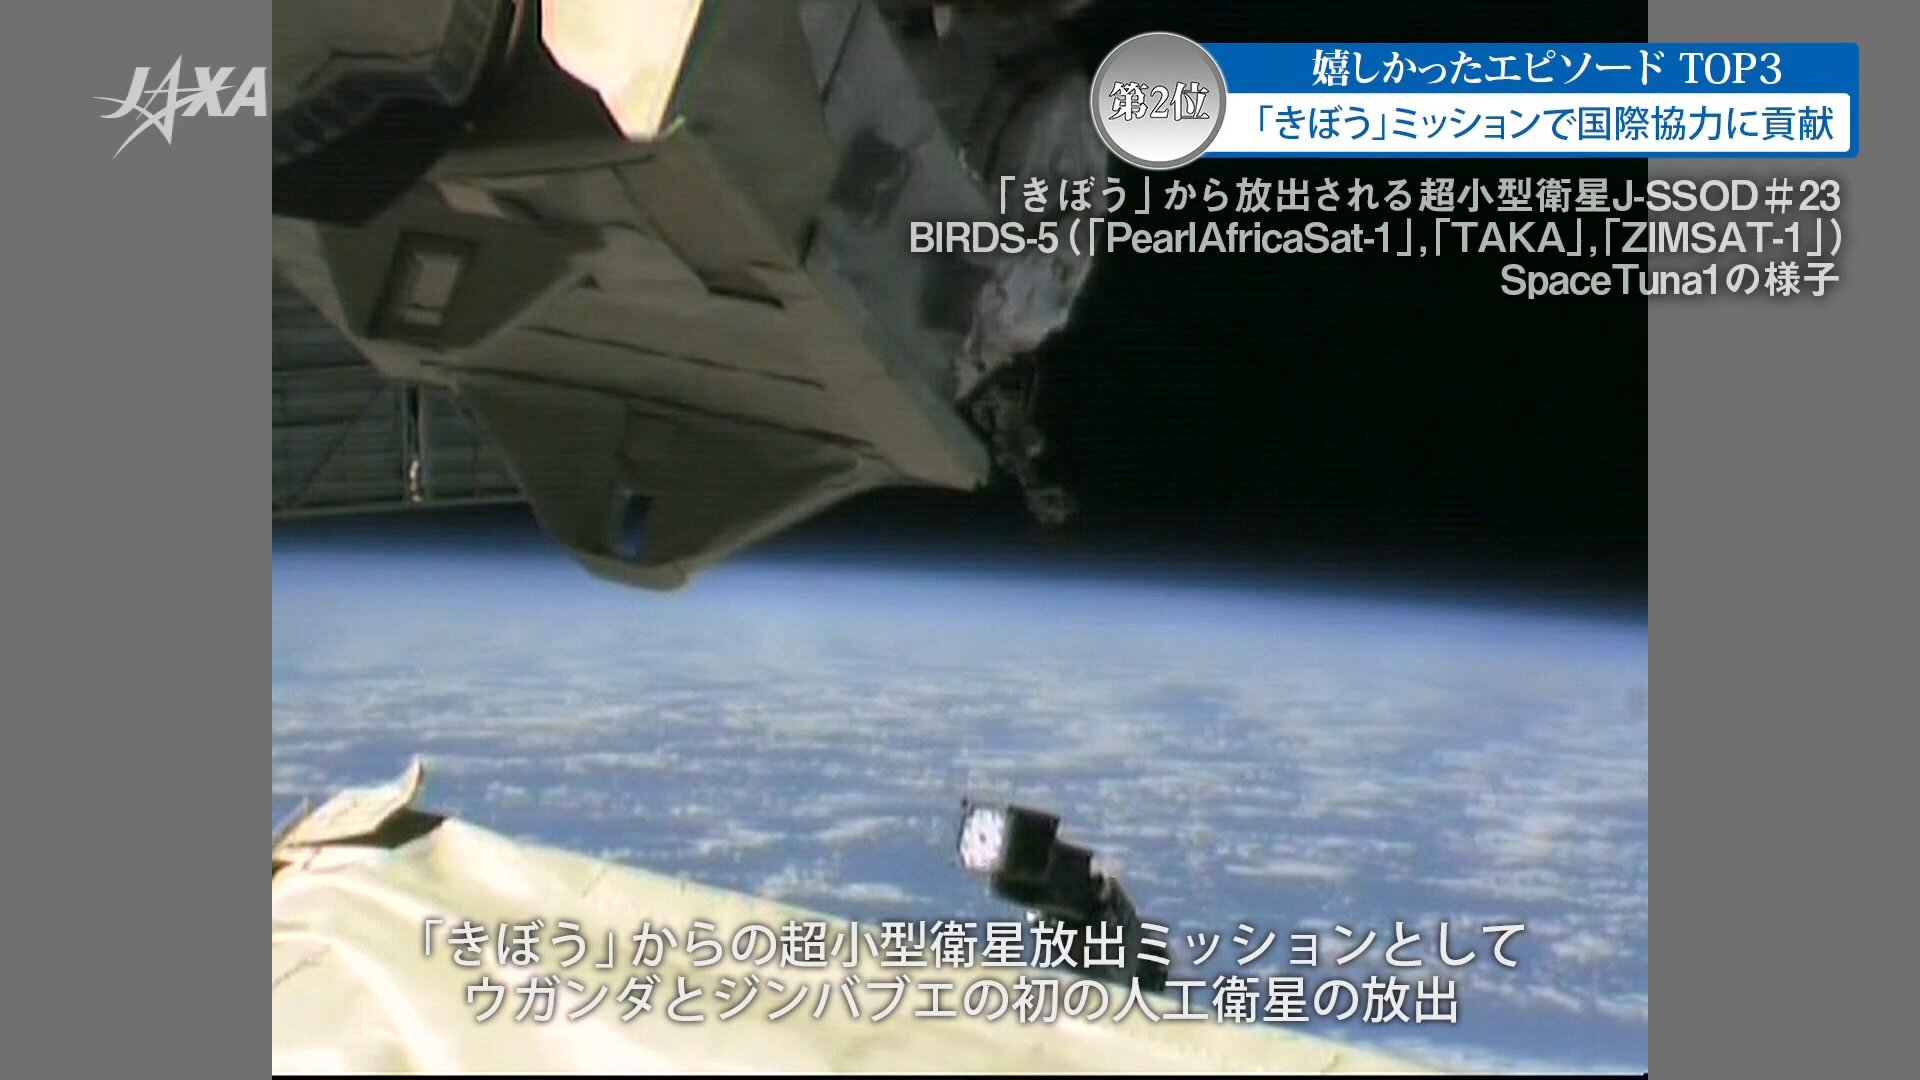 JAXA
第2位
嬉しかったエピソード TOP3
「きぼう」ミッションで国際協力に貢献
「きぼう」から放出される超小型衛星J-SSOD＃23
BIRDS-5（「PearlAfricaSat-1」,「TAKA」,「ZIMSAT-1」）
SpaceTuna1の様子
「きぼう」からの超小型衛星放出ミッションとして
ウガンダとジンバブエの初の人工衛星の放出